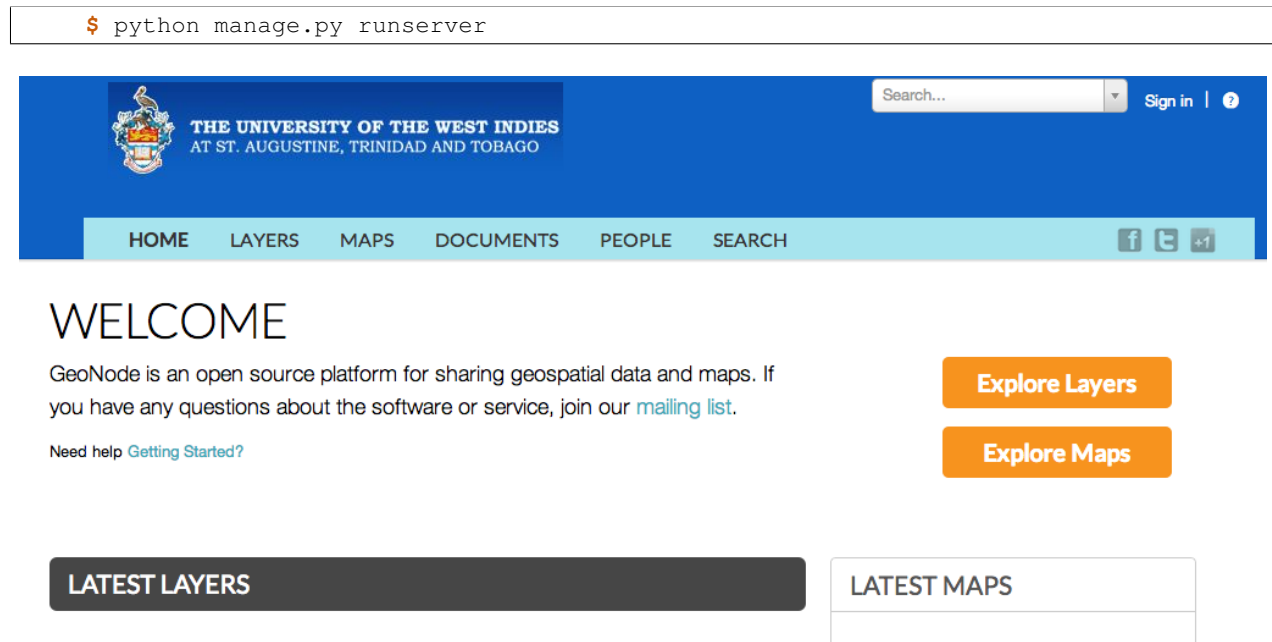 $ python manage.py runserver
THE UNIVERSITY OF THE WEST INDIES
AT ST. AUGUSTINE, TRINIDAD AND TOBAGO
Search...
Sign in | ?
HOME LAYERS MAPS DOCUMENTS PEOPLE SEARCH
f t +1
WELCOME
GeoNode is an open source platform for sharing geospatial data and maps. If
you have any questions about the software or service, join our mailing list.
Need help Getting Started?
Explore Layers
Explore Maps
LATEST LAYERS
LATEST MAPS